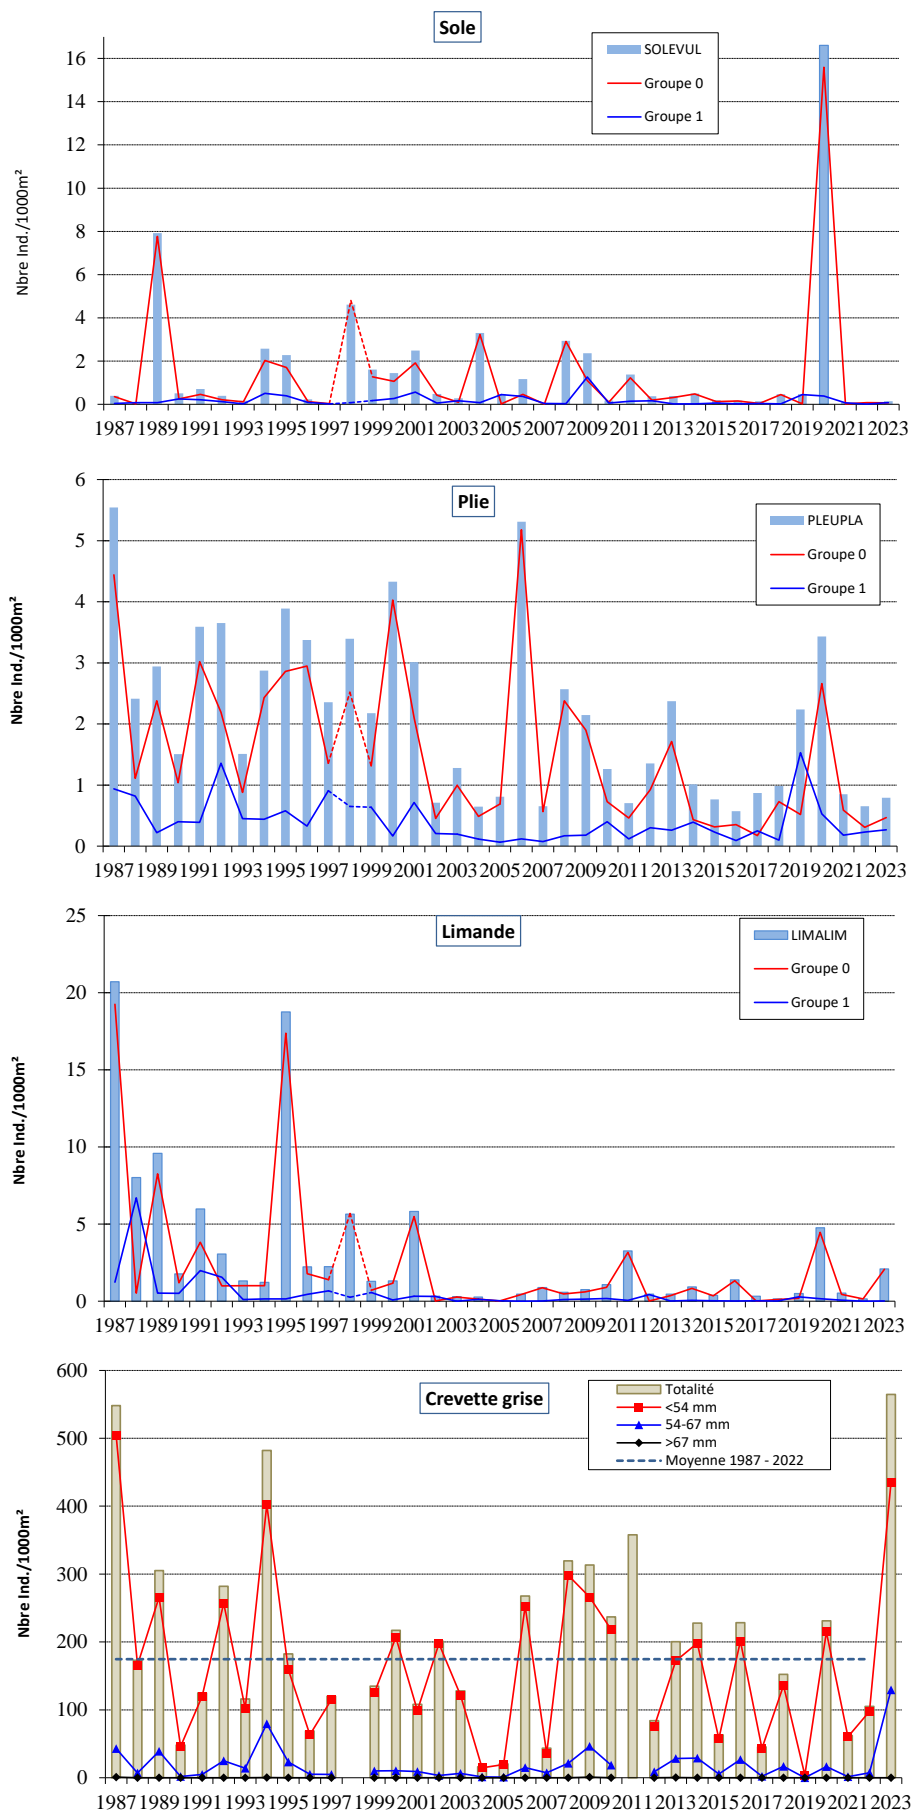 Sole
SOLEVUL
Groupe 0
Groupe 1
Nbre Ind./1000m²
16
14
12
10
8
6
4
2
0
1987 1989 1991 1993 1995 1997 1999 2001 2003 2005 2007 2009 2011 2013 2015 2017 2019 2021 2023
Plie
PLEUPLA
Groupe 0
Groupe 1
Nbre Ind./1000m²
6
5
4
3
2
1
0
1987 1989 1991 1993 1995 1997 1999 2001 2003 2005 2007 2009 2011 2013 2015 2017 2019 2021 2023
Limande
LIMALIM
Groupe 0
Groupe 1
Nbre Ind./1000m²
25
20
15
10
5
0
1987 1989 1991 1993 1995 1997 1999 2001 2003 2005 2007 2009 2011 2013 2015 2017 2019 2021 2023
Crevette grise
Totalité
<54 mm
54-67 mm
>67 mm
Moyenne 1987 - 2022
Nbre Ind./1000m²
600
500
400
300
200
100
0
1987 1989 1991 1993 1995 1997 1999 2001 2003 2005 2007 2009 2011 2013 2015 2017 2019 2021 2023